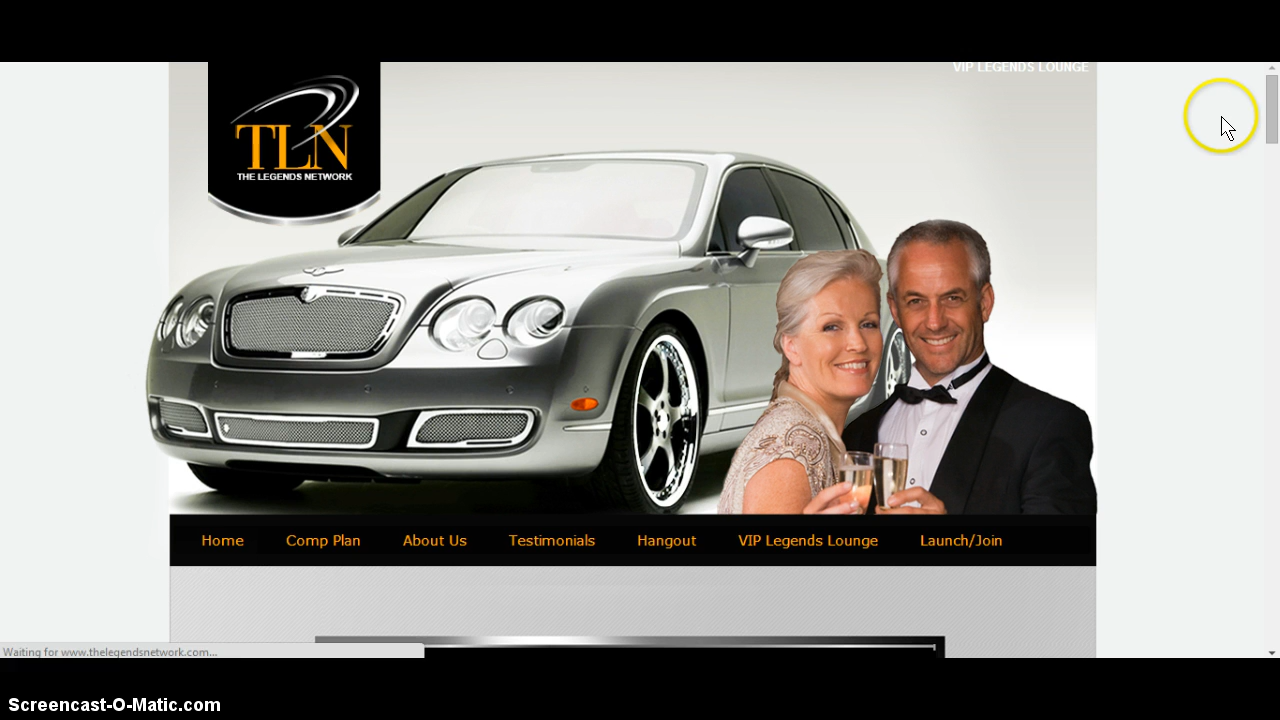 VIP LEGENDS LOUNGE
TLN
THE LEGENDS NETWORK
Home Comp Plan About Us Testimonials Hangout VIP Legends Lounge Launch/Join
Waiting for www.thelegendsnetwork.com...
Screencast-O-Matic.com